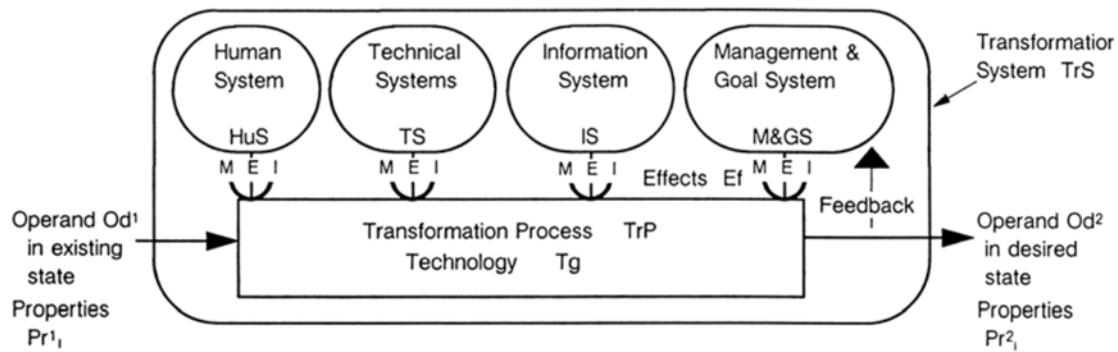 Human
System
HuS
Technical
Systems
TS
Information
System
IS
Management &
Goal System
M&GS
Transformation
System TrS
M E I
M E I
M E I
M E I
Effects Ef
Feedback
Operand Od¹
in existing
state
Properties
Pr¹ᵢ
Transformation Process TrP
Technology Tg
Operand Od²
in desired
state
Properties
Pr²ᵢ